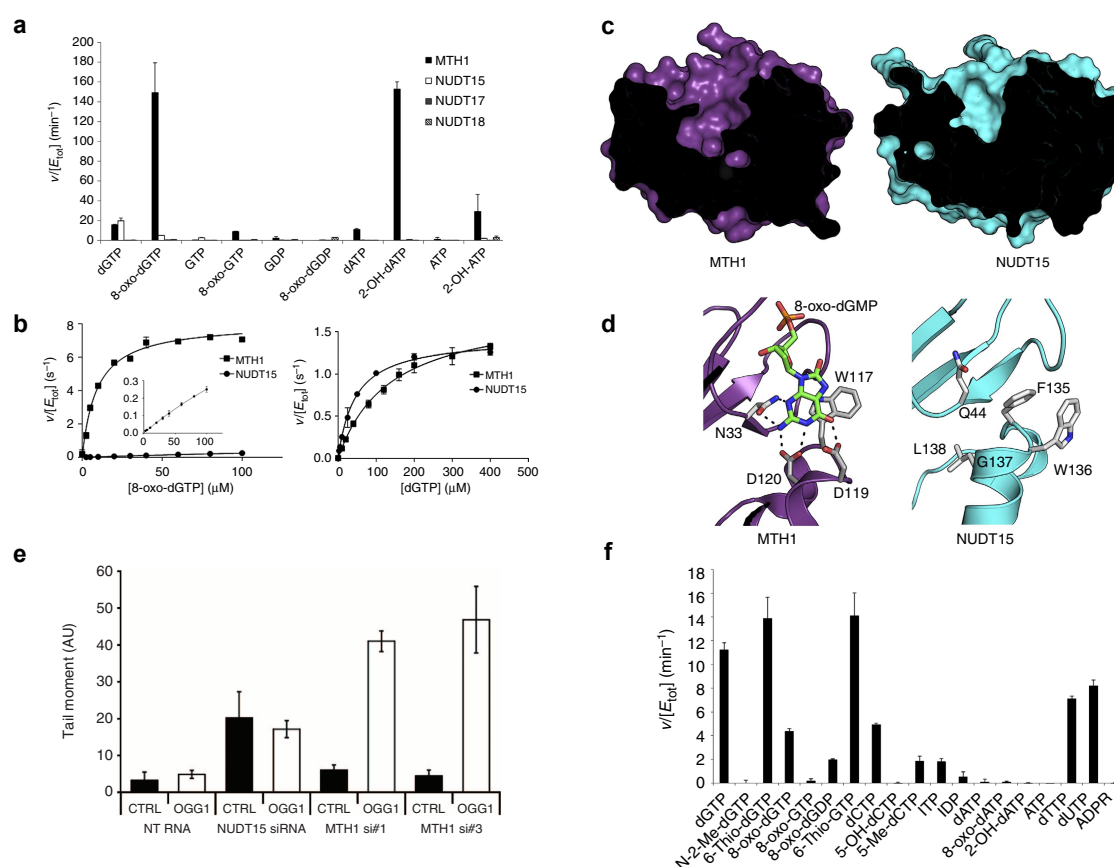 a
v/[Etot] (min−1)
200
180
160
140
120
100
80
60
40
20
0
MTH1
NUDT15
NUDT17
NUDT18
dGTP
8-oxo-dGTP
GTP
8-oxo-GTP
GDP
8-oxo-dGDP
dATP
2-OH-dATP
ATP
2-OH-ATP
b
v/[Etot] (s−1)
8
6
4
2
0
0.3
0.2
0.1
0.0
0 50 100
MTH1
NUDT15
0 50 100
[8-oxo-dGTP] (μM)
v/[Etot] (s−1)
1.5
1.0
0.5
0.0
MTH1
NUDT15
0 100 200 300 400 500
[dGTP] (μM)
c
MTH1
NUDT15
d
8-oxo-dGMP
W117
N33
D120
D119
MTH1
F135
Q44
L138
G137
W136
NUDT15
e
Tail moment (AU)
60
50
40
30
20
10
0
CTRL OGG1 CTRL OGG1 CTRL OGG1 CTRL OGG1
NT RNA NUDT15 siRNA MTH1 si#1 MTH1 si#3
f
v/[Etot] (min−1)
18
16
14
12
10
8
6
4
2
0
dGTP
N-2-Me-dGTP
6-Thio-dGTP
8-oxo-dGTP
8-oxo-GTP
8-oxo-dGDP
6-Thio-GTP
dCTP
5-OH-dCTP
5-Me-dCTP
ITP
IDP
dATP
8-oxo-dATP
2-OH-dATP
ATP
dTTP
dUTP
ADPR